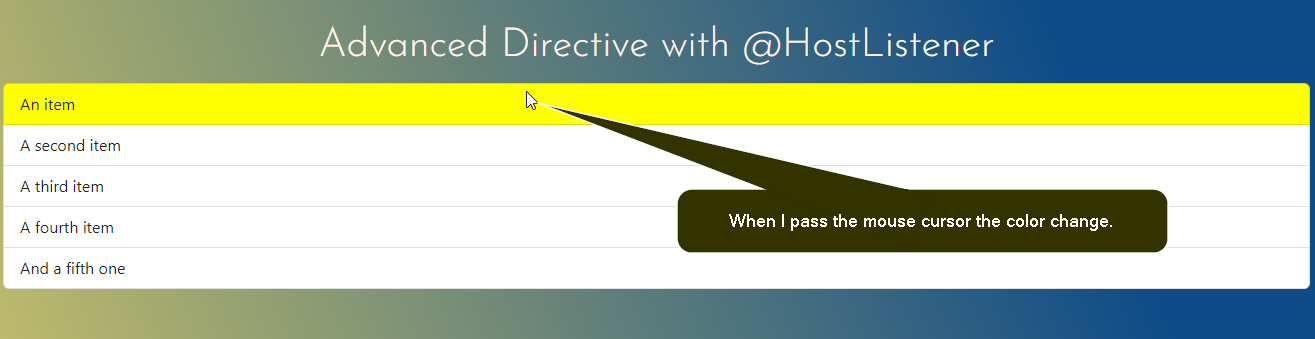 Advanced Directive with @HostListener
An item
A second item
A third item
A fourth item
When I pass the mouse cursor the color change.
And a fifth one